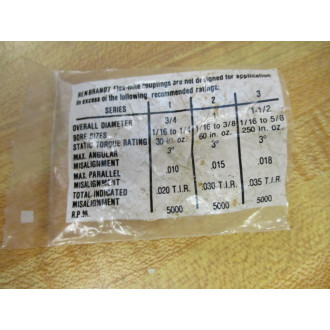 RENBRANDT flex-mite couplings are not designed for application
in excess of the following recommended ratings:
SERIES 1 2 3
OVERALL DIAMETER 3/4 1 1-1/2
BORE SIZES 1/16 to 1/4 1/16 to 3/8 1/16 to 5/8
STATIC TORQUE RATING 30 in. oz. 60 in. oz. 250 in. oz.
MAX. ANGULAR MISALIGNMENT 3° 3° 3°
MAX. PARALLEL MISALIGNMENT .010 .015 .018
TOTAL INDICATED MISALIGNMENT .020 T.I.R. .030 T.I.R. .035 T.I.R.
R.P.M. 5000 5000 5000